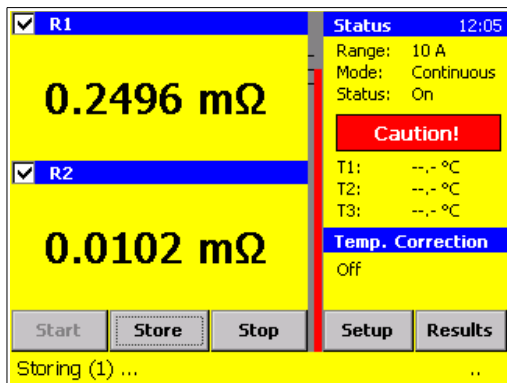 R1
0.2496 mΩ
R2
0.0102 mΩ
Status 12:05
Range: 10 A
Mode: Continuous
Status: On
Caution!
T1: --,- °C
T2: --,- °C
T3: --,- °C
Temp. Correction
Off
Start Store Stop Setup Results
Storing (1) ... ..